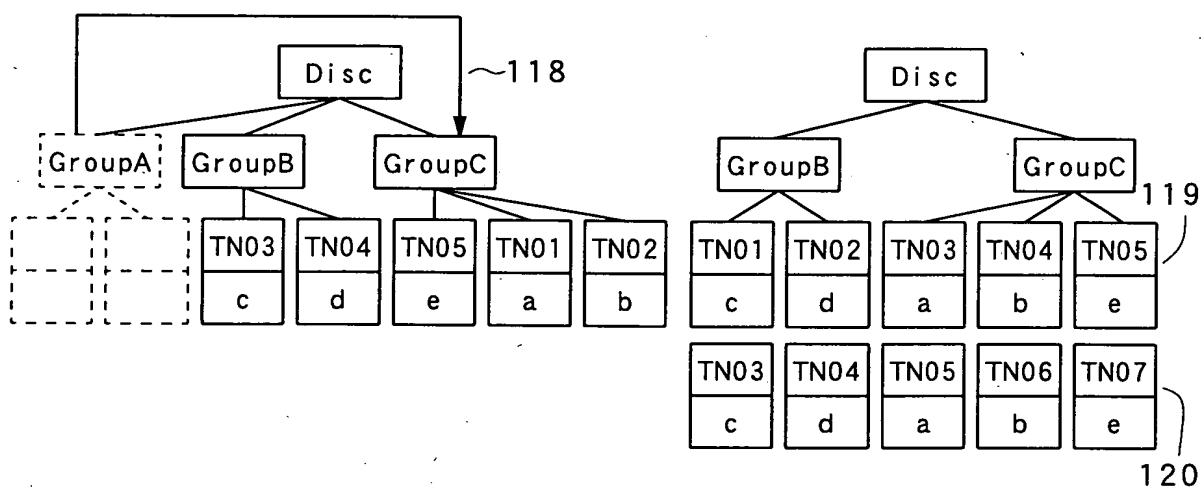 Disc
118
GroupA
GroupB
GroupC
TN03
TN04
TN05
TN01
TN02
c
d
e
a
b
Disc
GroupB
GroupC
119
TN01
TN02
TN03
TN04
TN05
c
d
a
b
e
TN03
TN04
TN05
TN06
TN07
c
d
a
b
e
120